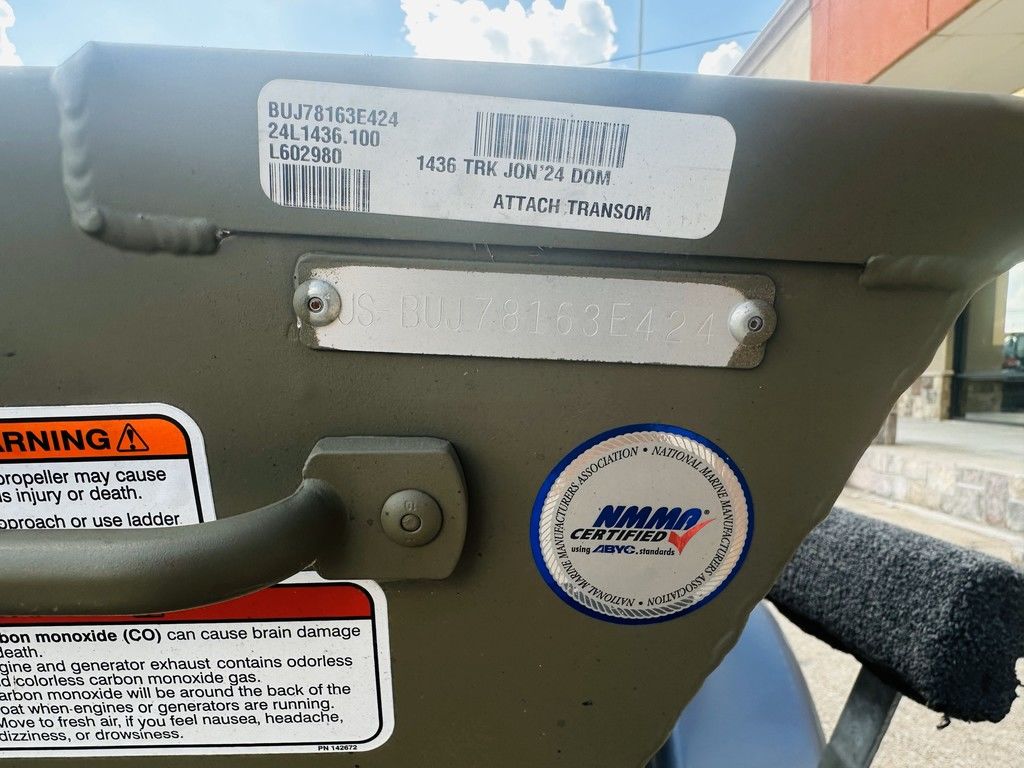 BUJ78163E424
24L1436.100
L602980
1436 TRK JON'24 DOM
ATTACH TRANSOM
US-BUJ78163E424
ARNING
propeller may cause
is injury or death.
pproach or use ladder
NATIONAL MARINE MANUFACTURERS ASSOCIATION • NATIONAL MARINE MANUFACTURERS ASSOCIATION •
NMMA®
CERTIFIED
using ABYC. standards
bon monoxide (CO) can cause brain damage
death.
gine and generator exhaust contains odorless
d colorless carbon monoxide gas.
arbon monoxide will be around the back of the
oat when engines or generators are running.
Move to fresh air, if you feel nausea, headache,
dizziness, or drowsiness.
PN 142672